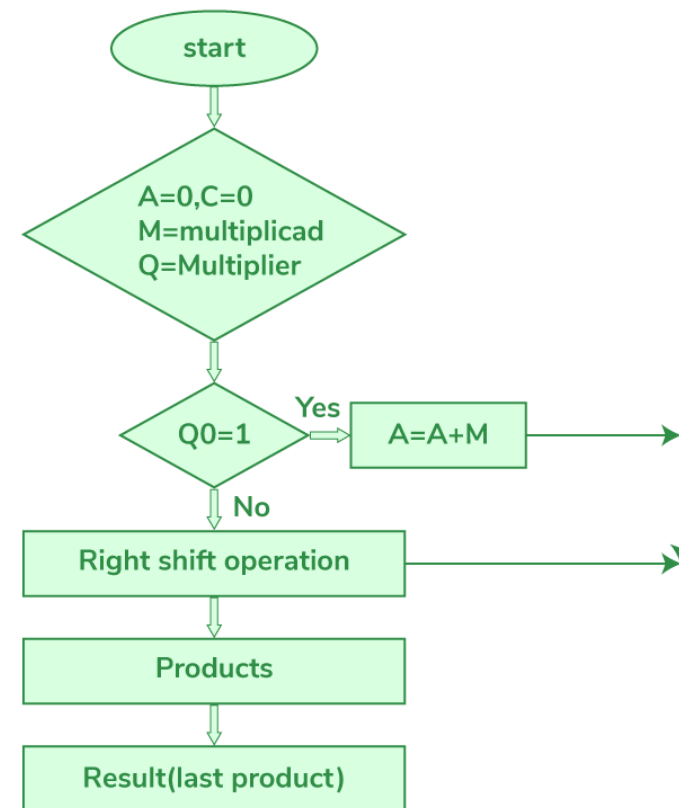 start
A=0,C=0
M=multiplicad
Q=Multiplier
Yes
Q0=1
A=A+M
No
Right shift operation
Products
Result(last product)